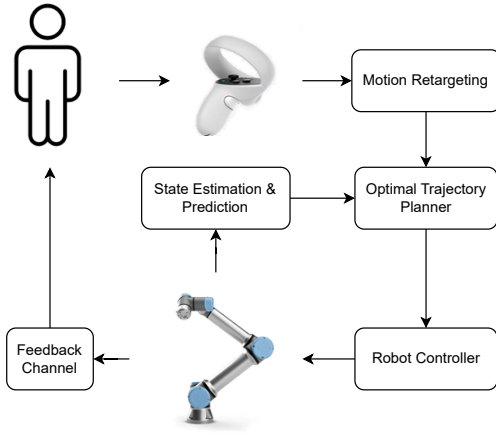 Motion Retargeting
State Estimation &
Prediction
Optimal Trajectory
Planner
Feedback
Channel
Robot Controller